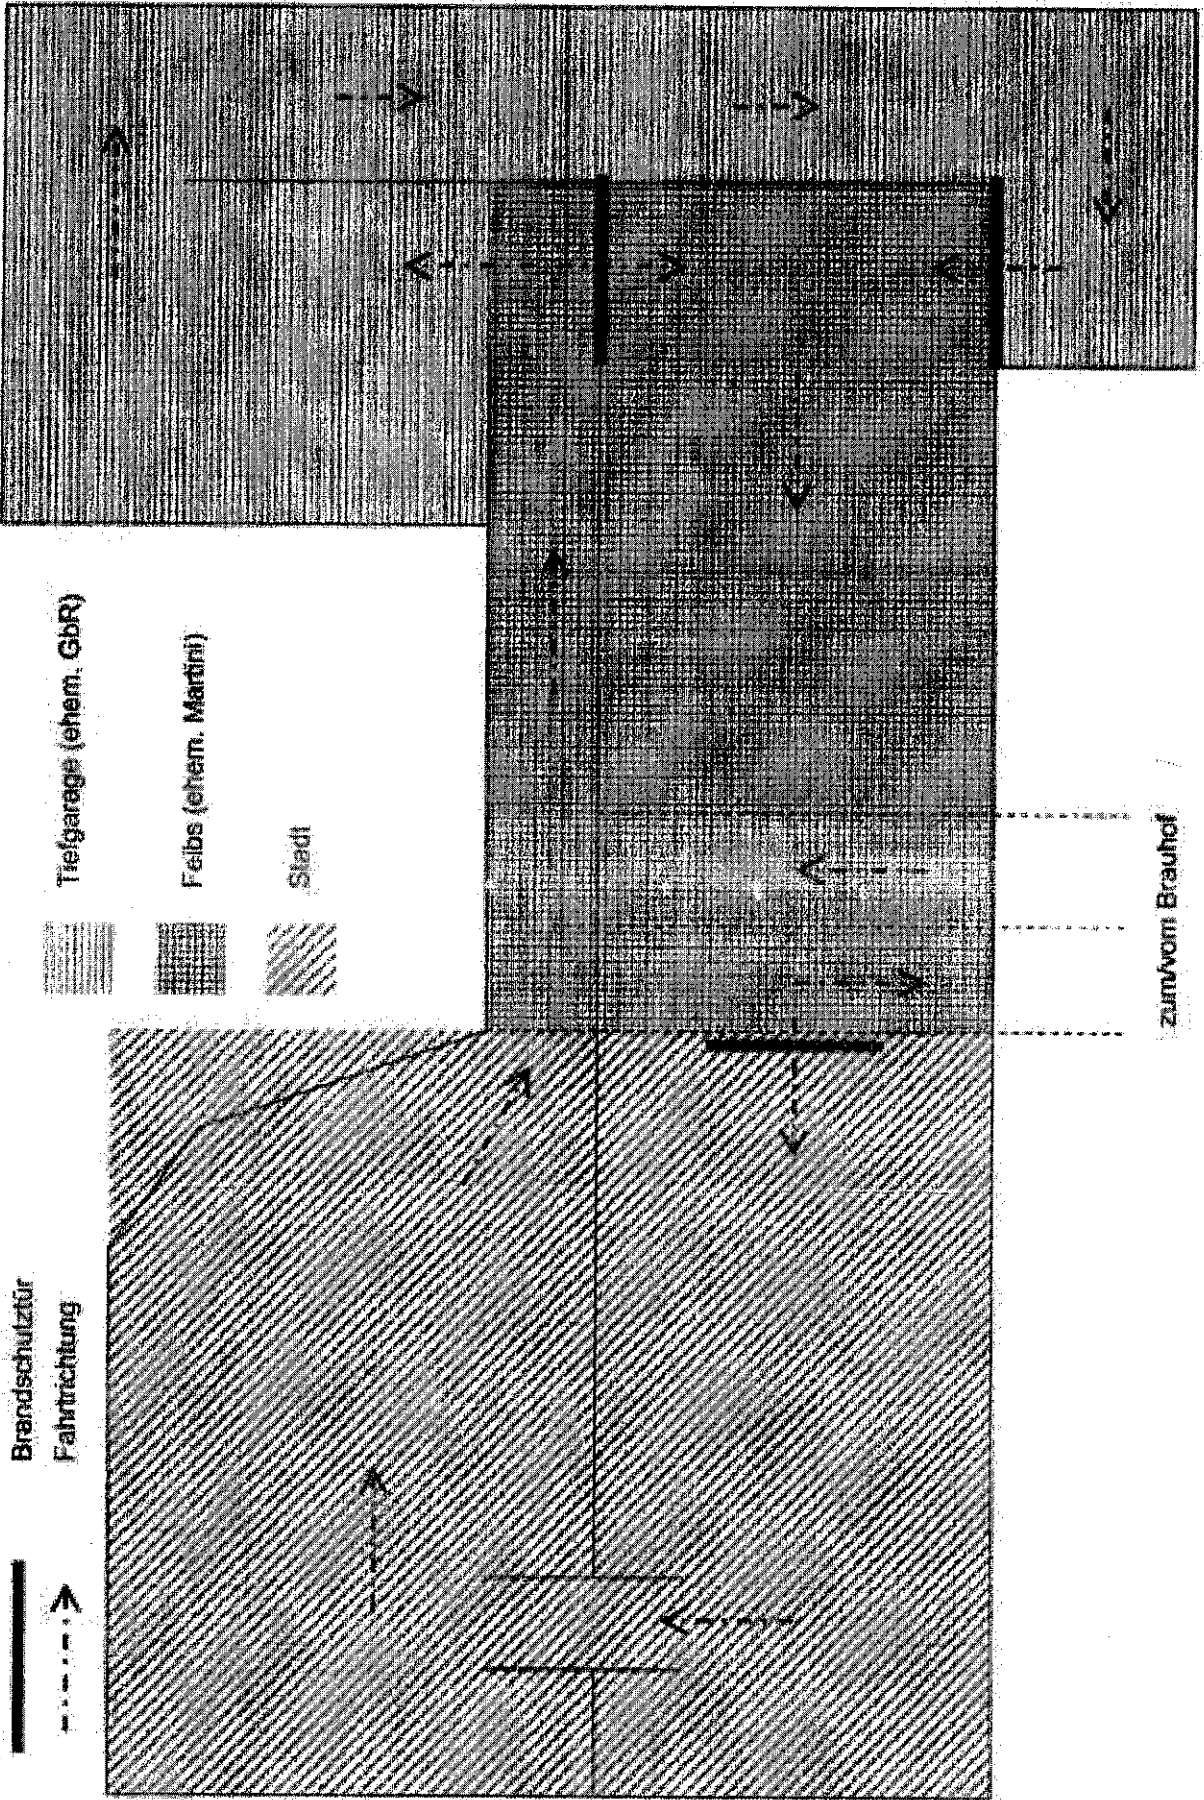 Brandschutztür
Fahrtrichtung
Tiefgarage (ehem. GbR)
Feibs (ehem. Martini)
Stadt
zum/vom Brauhof